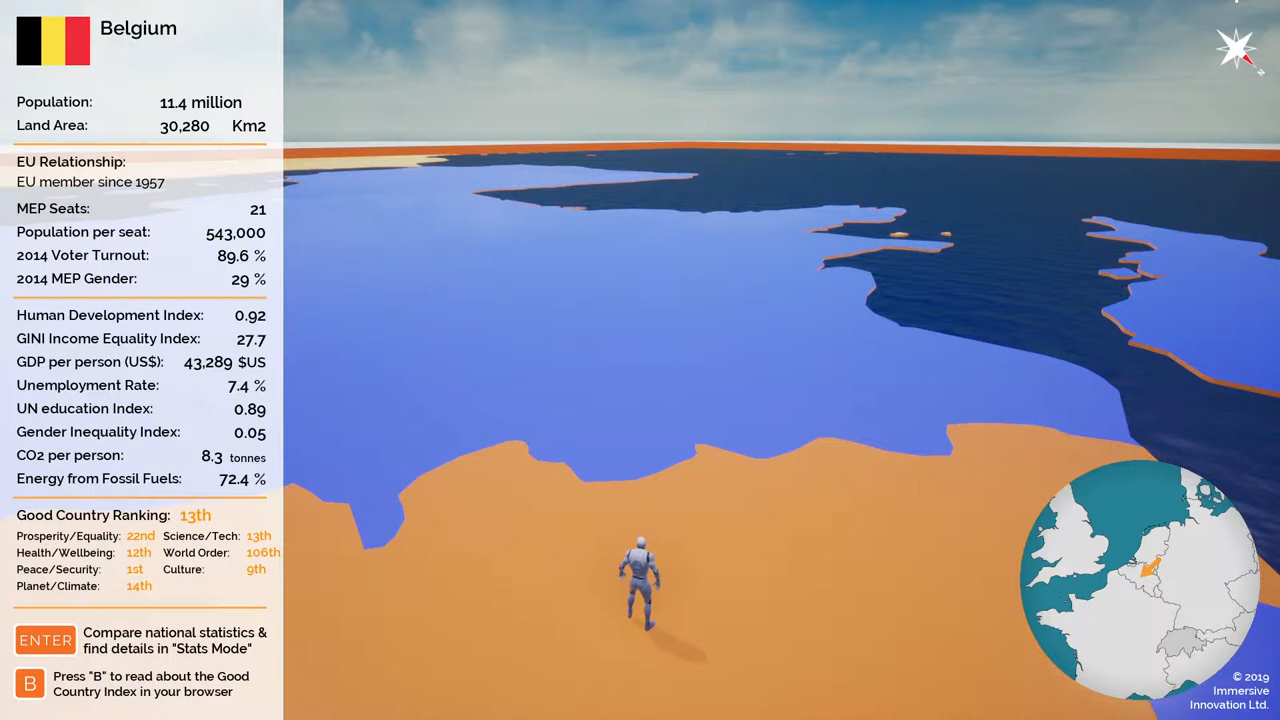 Belgium
Population: 11.4 million
Land Area: 30,280 Km2
EU Relationship:
EU member since 1957
MEP Seats: 21
Population per seat: 543,000
2014 Voter Turnout: 89.6 %
2014 MEP Gender: 29 %
Human Development Index: 0.92
GINI Income Equality Index: 27.7
GDP per person (US$): 43,289 $US
Unemployment Rate: 7.4 %
UN education Index: 0.89
Gender Inequality Index: 0.05
CO2 per person: 8.3 tonnes
Energy from Fossil Fuels: 72.4 %
Good Country Ranking: 13th
Prosperity/Equality: 22nd Science/Tech: 13th
Health/Wellbeing: 12th World Order: 106th
Peace/Security: 1st Culture: 9th
Planet/Climate: 14th
ENTER Compare national statistics &
find details in "Stats Mode"
B Press "B" to read about the Good
Country Index in your browser
N
© 2019
Immersive
Innovation Ltd.